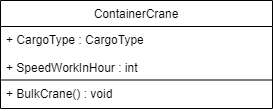 ContainerCrane
+ CargoType : CargoType
+ SpeedWorkInHour : int
+ BulkCrane() : void